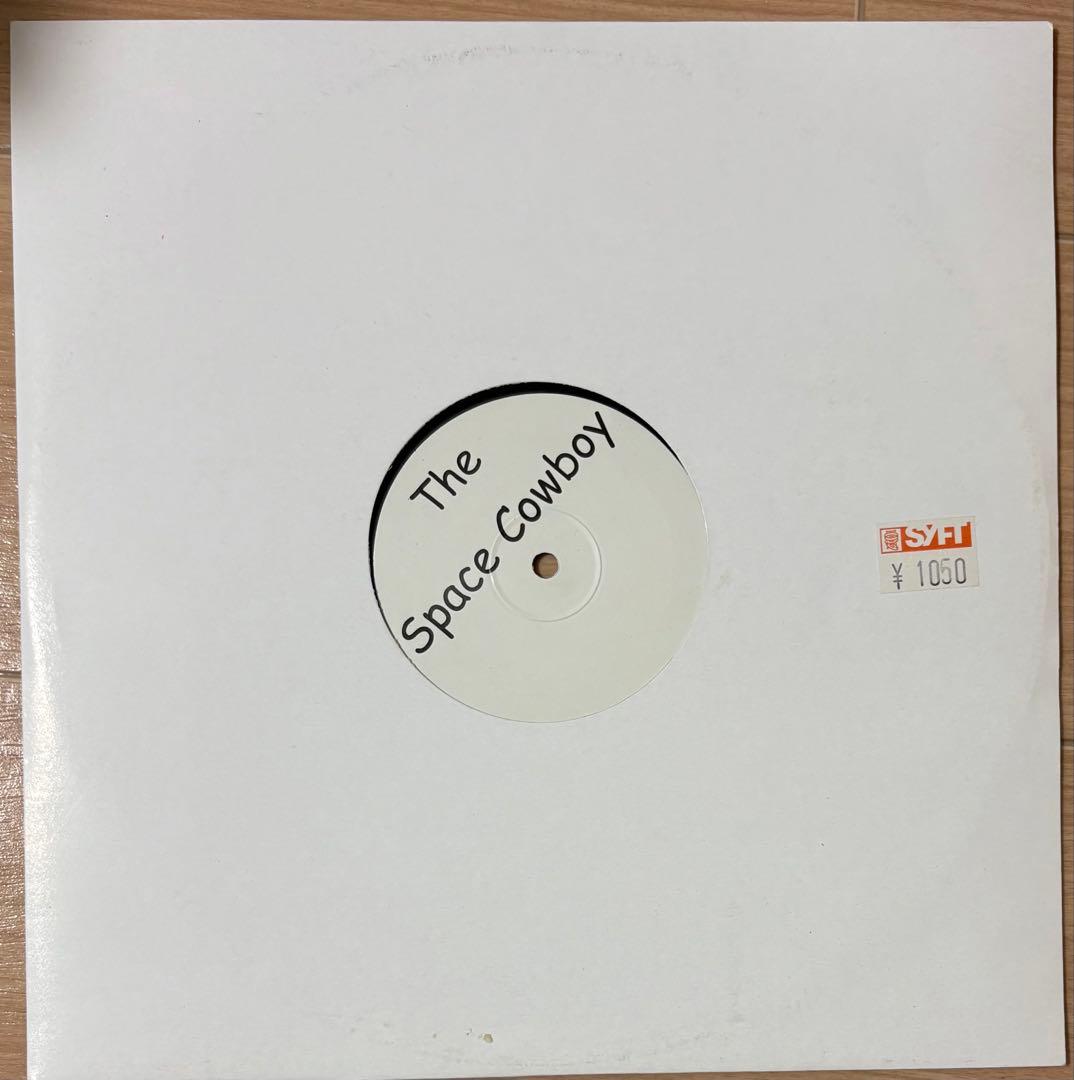 The
Space Cowboy
SYFT
¥ 1050